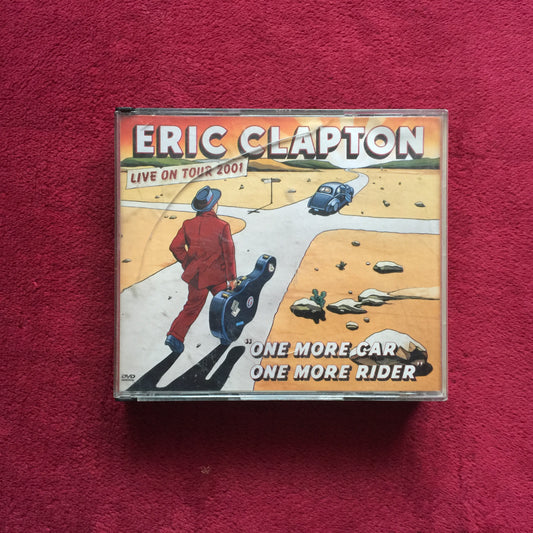 ERIC CLAPTON
LIVE ON TOUR 2001
"ONE MORE CAR
ONE MORE RIDER
DVD